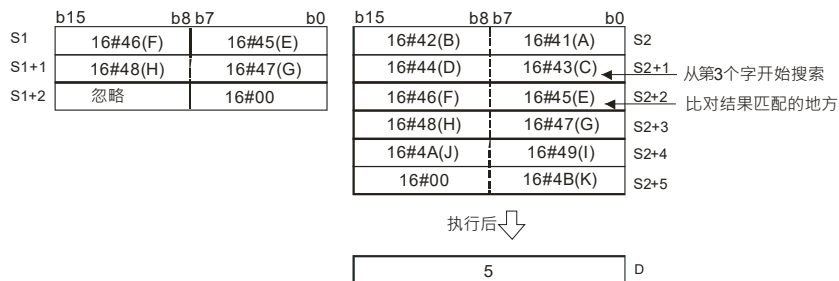 b15 b8 b7 b0
S1 16#46(F) 16#45(E)
S1+1 16#48(H) 16#47(G)
S1+2 忽略 16#00
b15 b8 b7 b0
16#42(B) 16#41(A) S2
16#44(D) 16#43(C) S2+1 从第3个字开始搜索
16#46(F) 16#45(E) S2+2 比对结果匹配的地方
16#48(H) 16#47(G) S2+3
16#4A(J) 16#49(I) S2+4
16#00 16#4B(K) S2+5
执行后
5 D